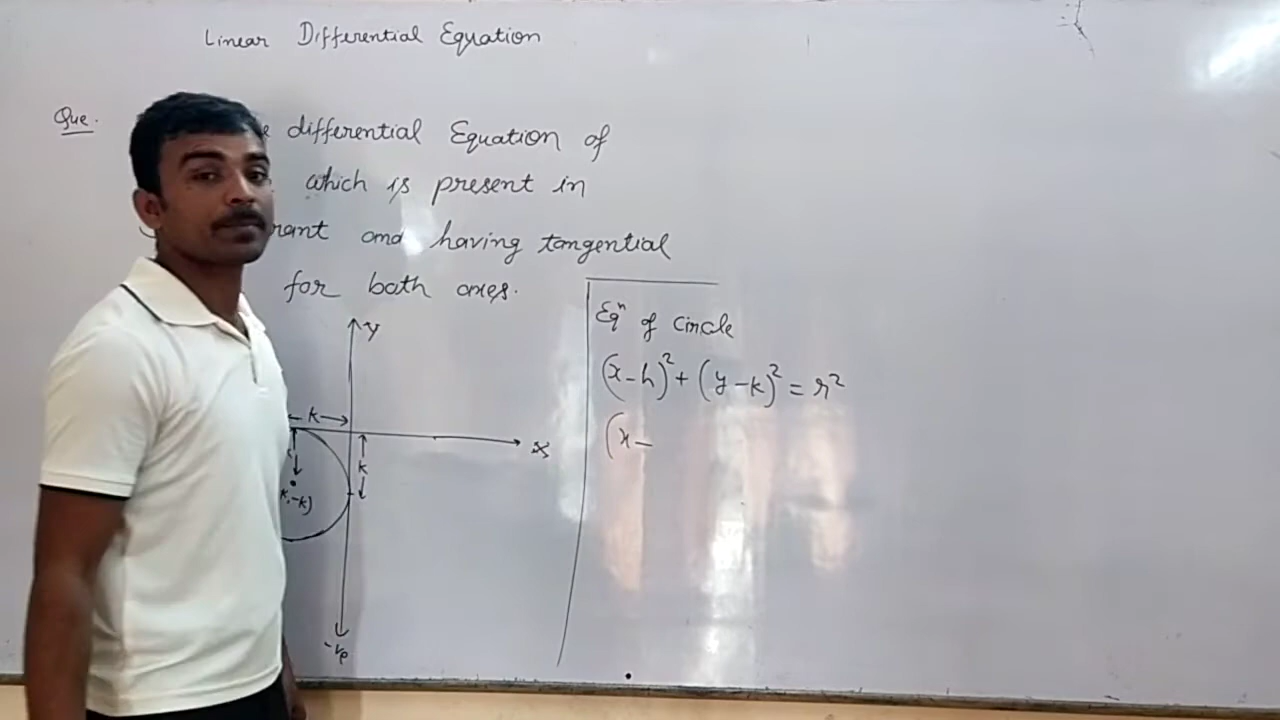 Linear Differential Equation
Que.
e differential Equation of
which is present in
rant and having tangential
for both axes.
Eqⁿ of Circle
(x-h)²+(y-k)²=r²
(x-
y
k
x
k
k,-k)